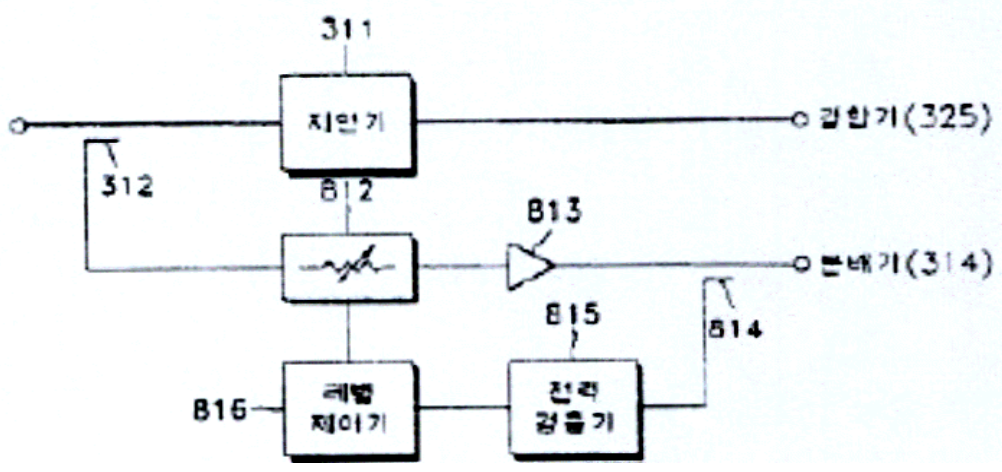 311
지연기
결합기(325)
312
812
813
분배기(314)
815
814
816
레벨
제어기
전력
검출기